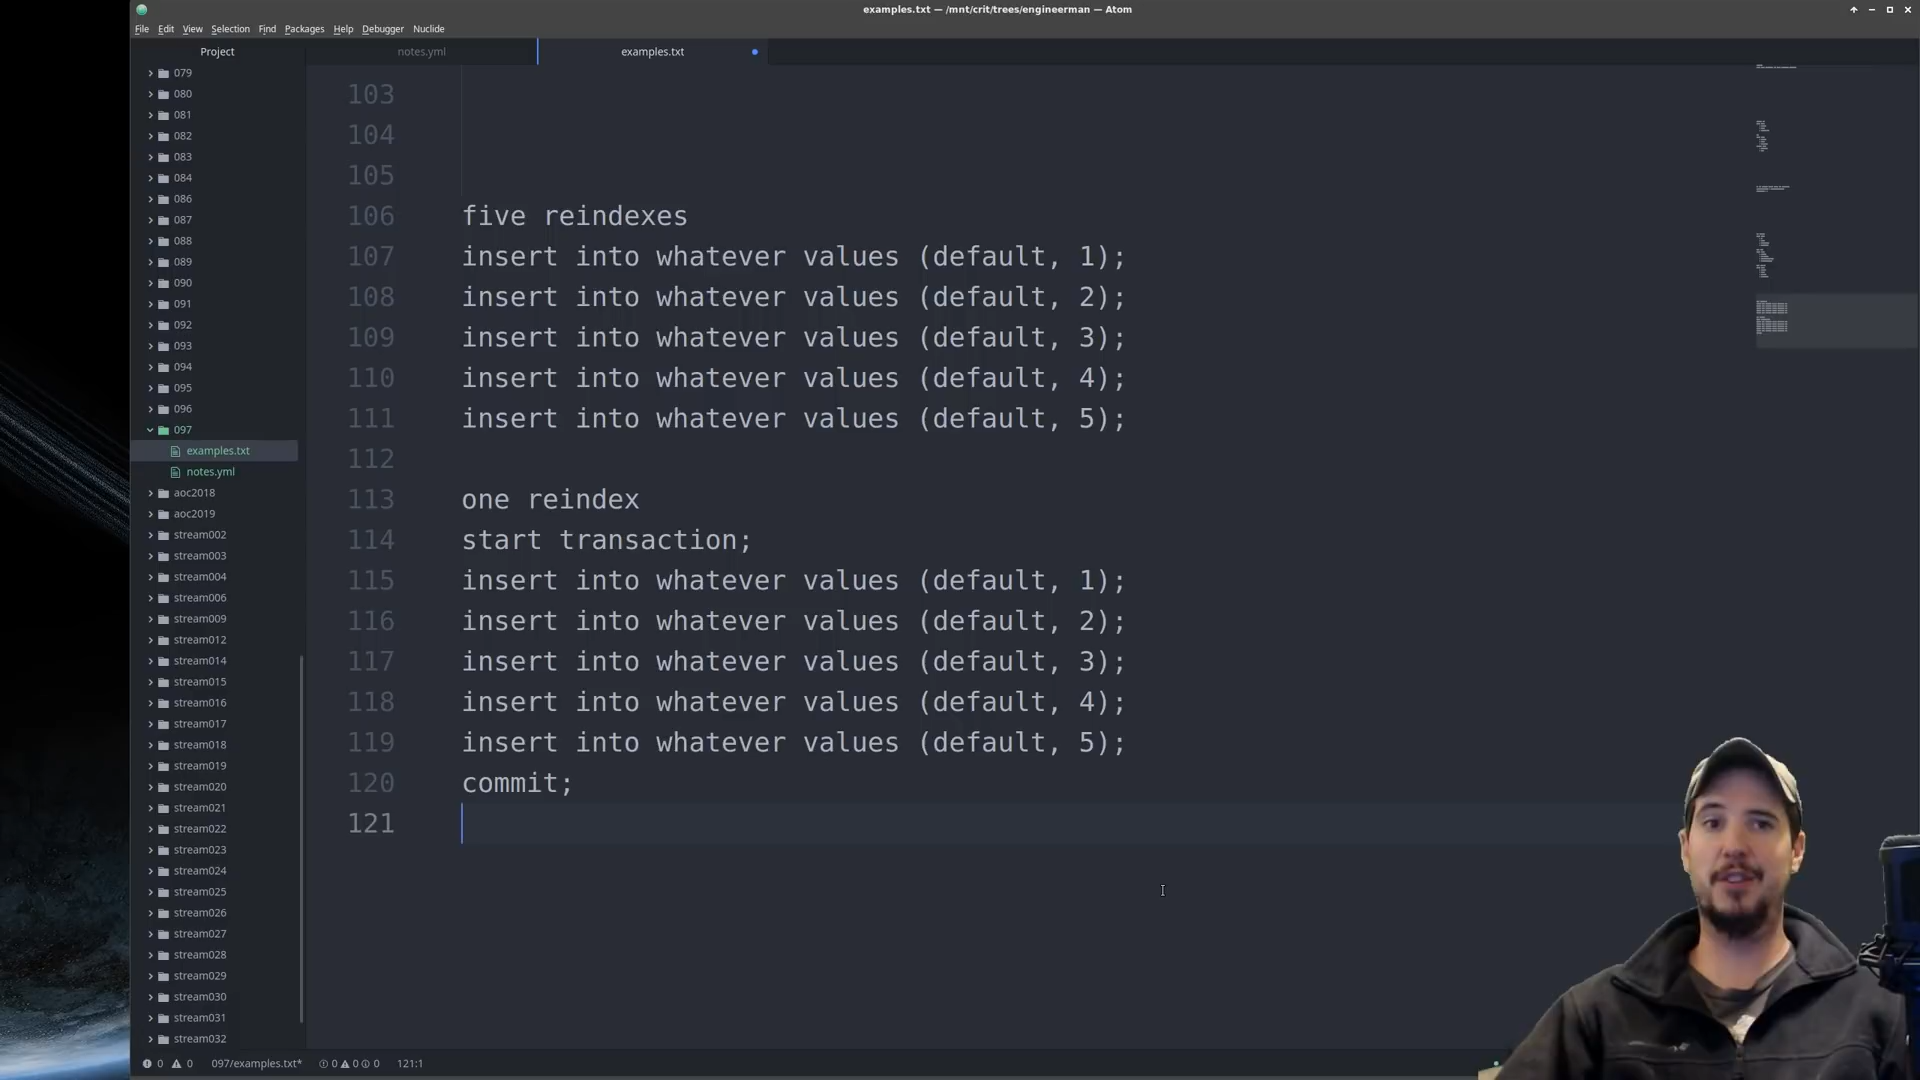 examples.txt — /mnt/crit/trees/engineerman — Atom
File Edit View Selection Find Packages Help Debugger Nuclide
Project
notes.yml
examples.txt
079
080
081
082
083
084
086
087
088
089
090
091
092
093
094
095
096
097
examples.txt
notes.yml
aoc2018
aoc2019
stream002
stream003
stream004
stream006
stream009
stream012
stream014
stream015
stream016
stream017
stream018
stream019
stream020
stream021
stream022
stream023
stream024
stream025
stream026
stream027
stream028
stream029
stream030
stream031
stream032
103
104
105
106 five reindexes
107 insert into whatever values (default, 1);
108 insert into whatever values (default, 2);
109 insert into whatever values (default, 3);
110 insert into whatever values (default, 4);
111 insert into whatever values (default, 5);
112
113 one reindex
114 start transaction;
115 insert into whatever values (default, 1);
116 insert into whatever values (default, 2);
117 insert into whatever values (default, 3);
118 insert into whatever values (default, 4);
119 insert into whatever values (default, 5);
120 commit;
121
0 0 097/examples.txt* 0 0 0 121:1